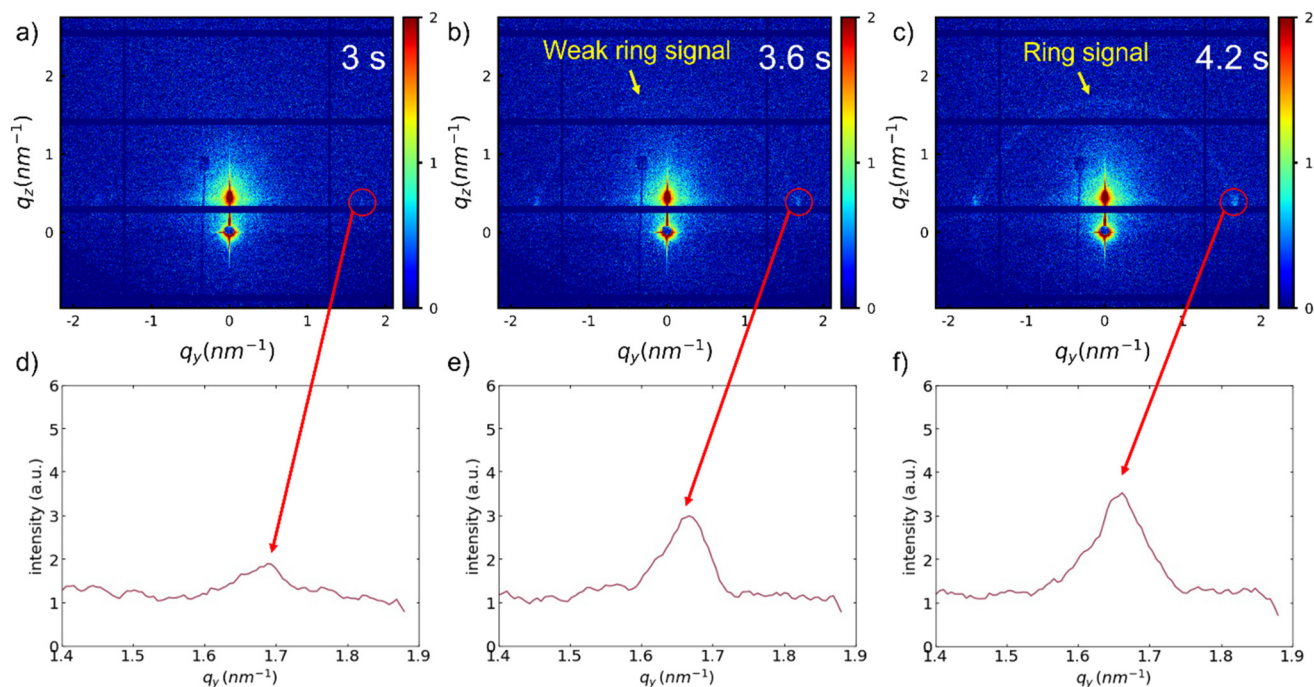 a)
3 s
2
1
0
2
1
0
-2 -1 0 1 2
q_z(nm⁻¹)
q_y(nm⁻¹)
b)
Weak ring signal
3.6 s
2
1
0
-2 -1 0 1 2
q_y(nm⁻¹)
c)
Ring signal
4.2 s
2
1
0
-2 -1 0 1 2
q_y(nm⁻¹)
d)
6
5
4
3
2
1
0
1.4 1.5 1.6 1.7 1.8 1.9
intensity (a.u.)
q_y(nm⁻¹)
e)
6
5
4
3
2
1
0
1.4 1.5 1.6 1.7 1.8 1.9
intensity (a.u.)
q_y(nm⁻¹)
f)
6
5
4
3
2
1
0
1.4 1.5 1.6 1.7 1.8 1.9
intensity (a.u.)
q_y(nm⁻¹)